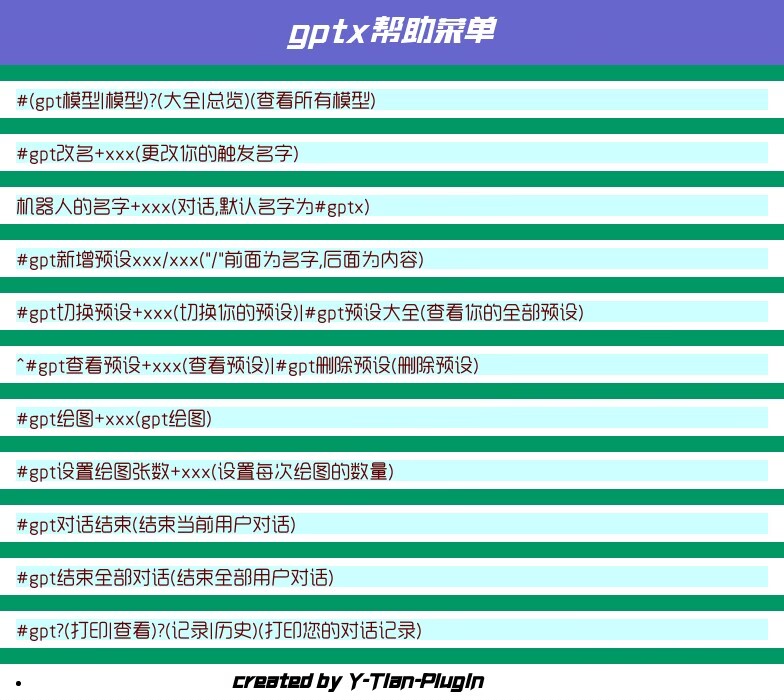 gptx帮助菜单
#(gpt模型|模型)?(大全|总览)(查看所有模型)
#gpt改名+xxx(更改你的触发名字)
机器人的名字+xxx(对话,默认名字为#gptx)
#gpt新增预设xxx/xxx("/"前面为名字,后面为内容)
#gpt切换预设+xxx(切换你的预设)|#gpt预设大全(查看你的全部预设)
^#gpt查看预设+xxx(查看预设)|#gpt删除预设(删除预设)
#gpt绘图+xxx(gpt绘图)
#gpt设置绘图张数+xxx(设置每次绘图的数量)
#gpt对话结束(结束当前用户对话)
#gpt结束全部对话(结束全部用户对话)
#gpt?(打印|查看)?(记录|历史)(打印您的对话记录)
created by Y-Tian-Plugin